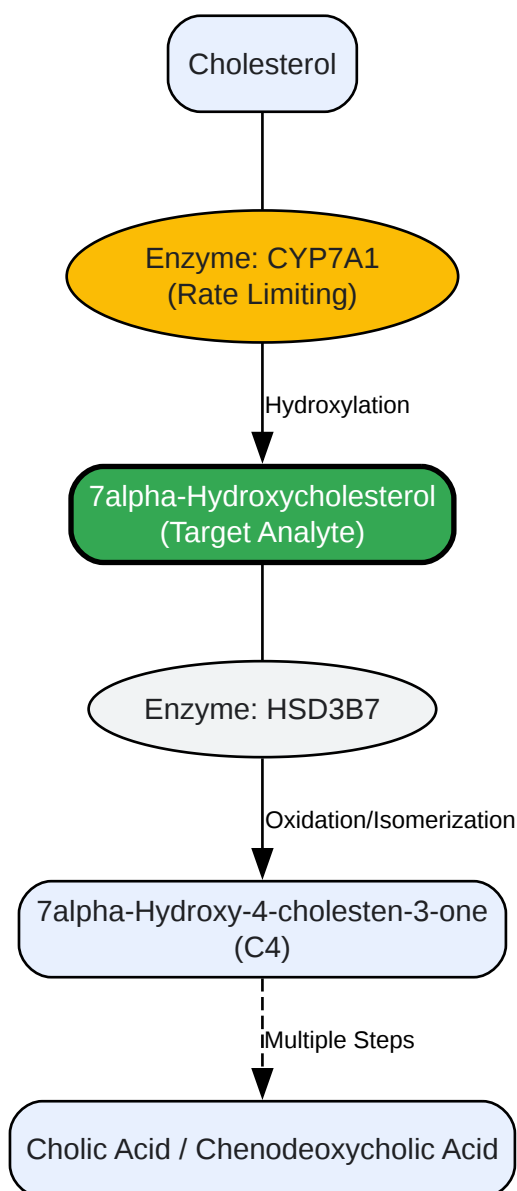 Cholesterol
Enzyme: CYP7A1
(Rate Limiting)
Hydroxylation
7alpha-Hydroxycholesterol
(Target Analyte)
Enzyme: HSD3B7
Oxidation/Isomerization
7alpha-Hydroxy-4-cholesten-3-one
(C4)
Multiple Steps
Cholic Acid / Chenodeoxycholic Acid